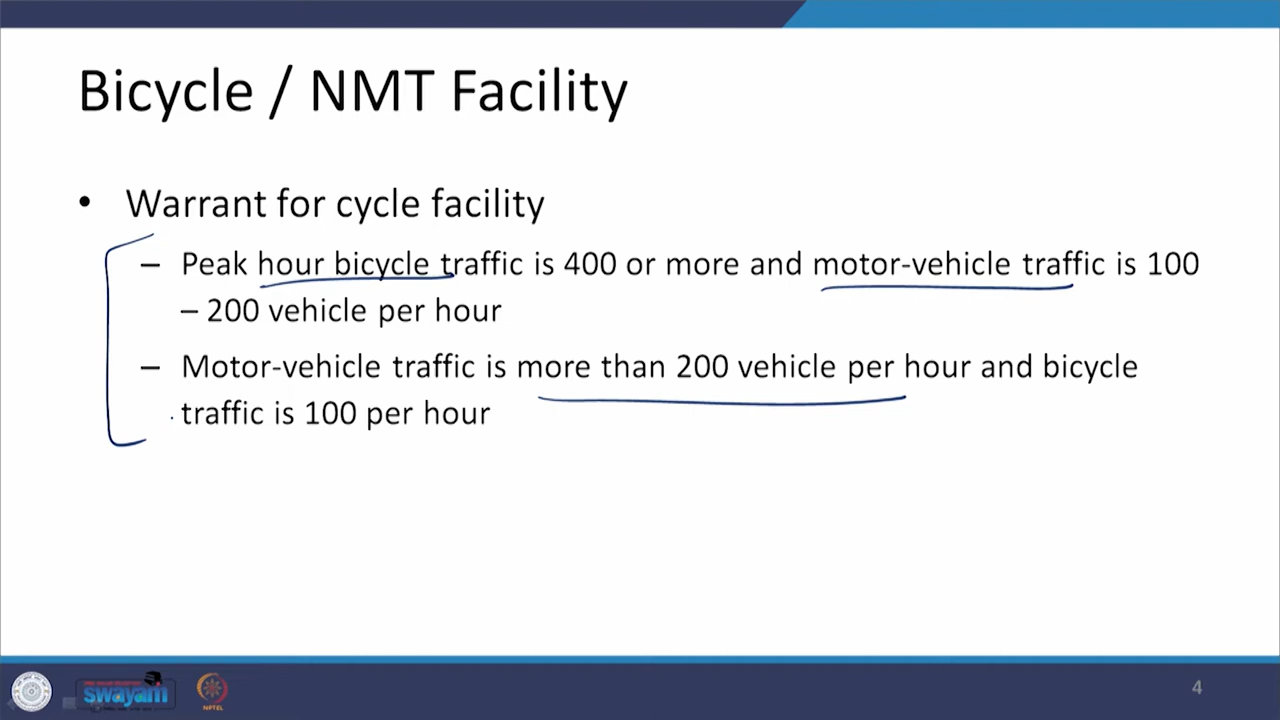 Bicycle / NMT Facility
• Warrant for cycle facility
– Peak hour bicycle traffic is 400 or more and motor-vehicle traffic is 100
– 200 vehicle per hour
– Motor-vehicle traffic is more than 200 vehicle per hour and bicycle
traffic is 100 per hour
swayam
NPTEL
4